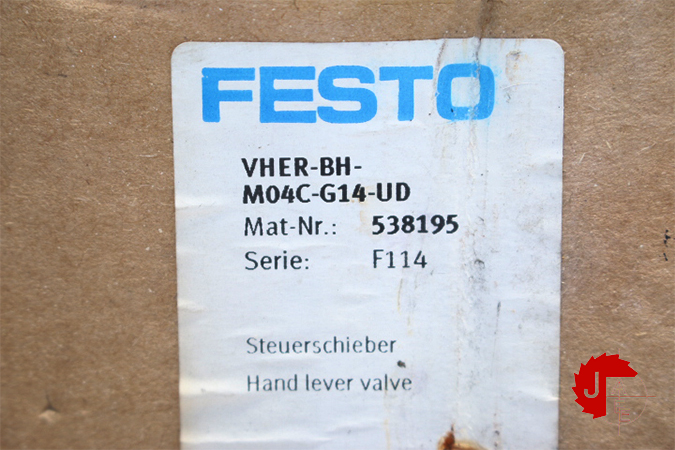 FESTO
VHER-BH-
M04C-G14-UD
Mat-Nr.: 538195
Serie: F114
Steuerschieber
Hand lever valve
J